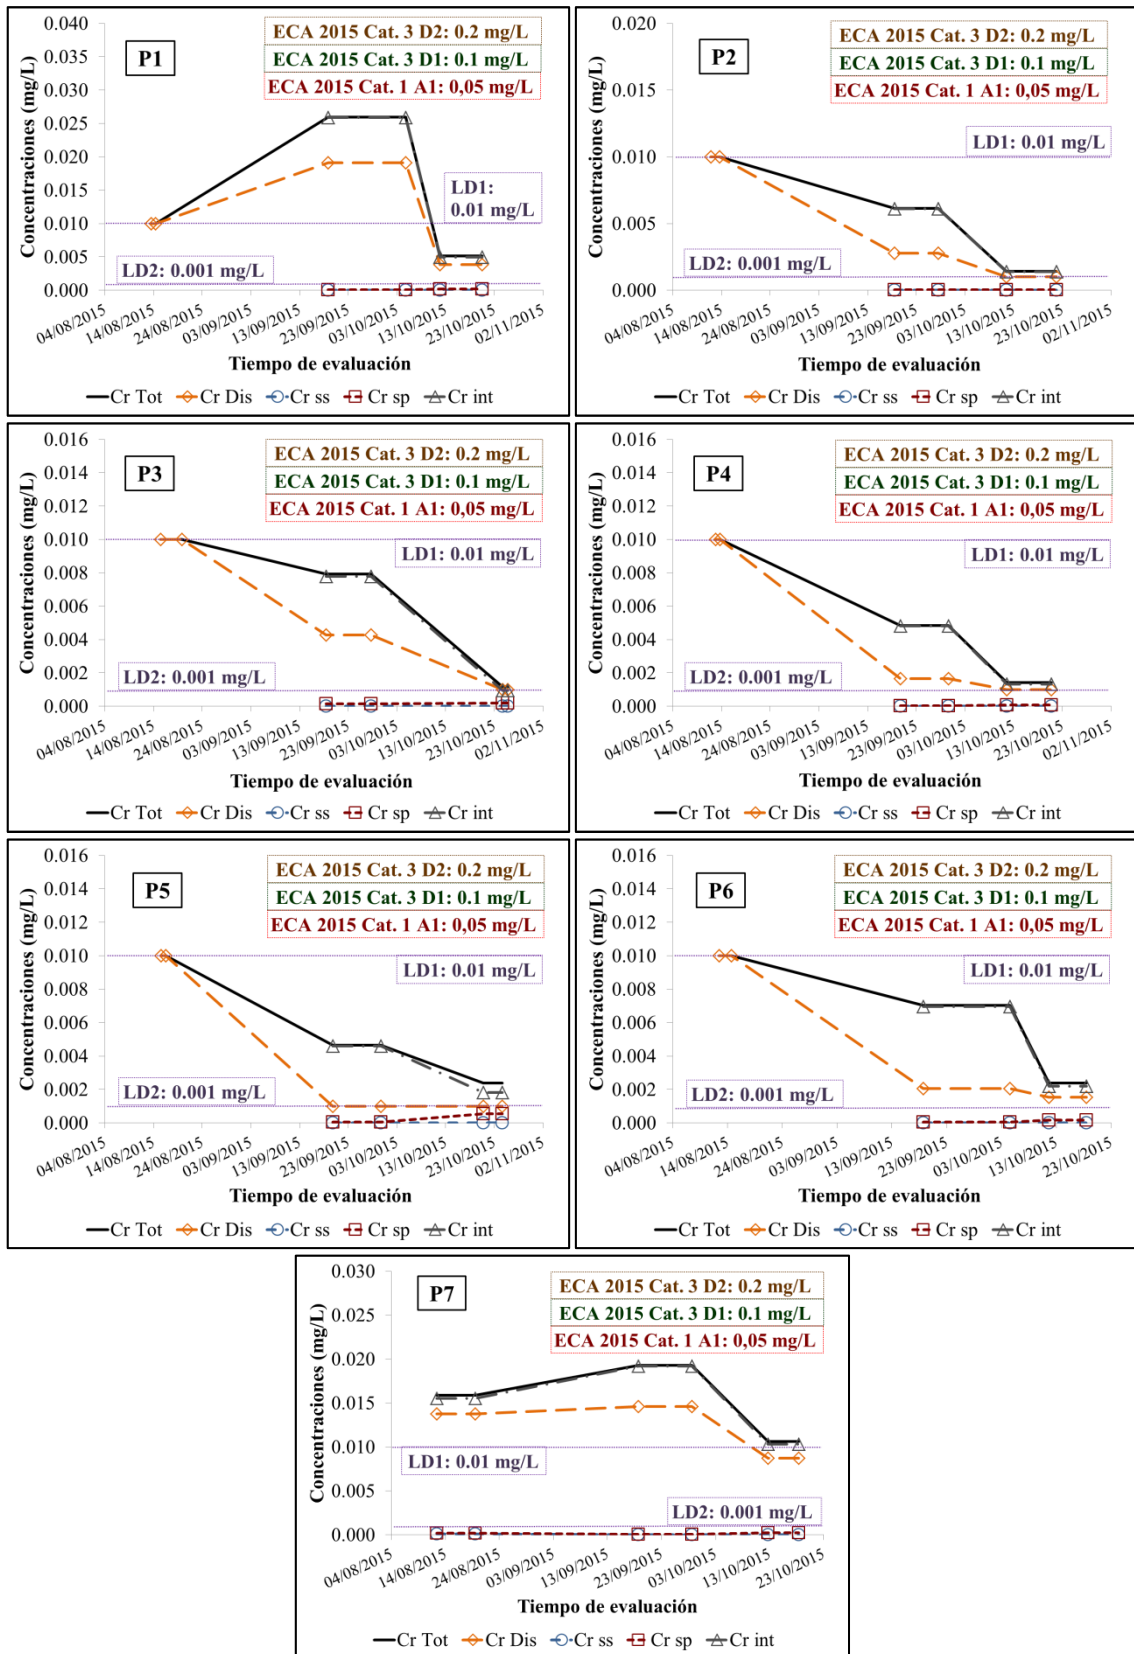 P1
ECA 2015 Cat. 3 D2: 0.2 mg/L
ECA 2015 Cat. 3 D1: 0.1 mg/L
ECA 2015 Cat. 1 A1: 0,05 mg/L
LD1:
0.01 mg/L
LD2: 0.001 mg/L
Concentraciones (mg/L)
0.040
0.035
0.030
0.025
0.020
0.015
0.010
0.005
0.000
04/08/2015
14/08/2015
24/08/2015
03/09/2015
13/09/2015
23/09/2015
03/10/2015
13/10/2015
23/10/2015
02/11/2015
Tiempo de evaluación
Cr Tot Cr Dis Cr ss Cr sp Cr int
P2
ECA 2015 Cat. 3 D2: 0.2 mg/L
ECA 2015 Cat. 3 D1: 0.1 mg/L
ECA 2015 Cat. 1 A1: 0,05 mg/L
LD1: 0.01 mg/L
LD2: 0.001 mg/L
Concentraciones (mg/L)
0.020
0.015
0.010
0.005
0.000
04/08/2015
14/08/2015
24/08/2015
03/09/2015
13/09/2015
23/09/2015
03/10/2015
13/10/2015
23/10/2015
02/11/2015
Tiempo de evaluación
Cr Tot Cr Dis Cr ss Cr sp Cr int
P3
ECA 2015 Cat. 3 D2: 0.2 mg/L
ECA 2015 Cat. 3 D1: 0.1 mg/L
ECA 2015 Cat. 1 A1: 0,05 mg/L
LD1: 0.01 mg/L
LD2: 0.001 mg/L
Concentraciones (mg/L)
0.016
0.014
0.012
0.010
0.008
0.006
0.004
0.002
0.000
04/08/2015
14/08/2015
24/08/2015
03/09/2015
13/09/2015
23/09/2015
03/10/2015
13/10/2015
23/10/2015
02/11/2015
Tiempo de evaluación
Cr Tot Cr Dis Cr ss Cr sp Cr int
P4
ECA 2015 Cat. 3 D2: 0.2 mg/L
ECA 2015 Cat. 3 D1: 0.1 mg/L
ECA 2015 Cat. 1 A1: 0,05 mg/L
LD1: 0.01 mg/L
LD2: 0.001 mg/L
Concentraciones (mg/L)
0.016
0.014
0.012
0.010
0.008
0.006
0.004
0.002
0.000
04/08/2015
14/08/2015
24/08/2015
03/09/2015
13/09/2015
23/09/2015
03/10/2015
13/10/2015
23/10/2015
02/11/2015
Tiempo de evaluación
Cr Tot Cr Dis Cr ss Cr sp Cr int
P5
ECA 2015 Cat. 3 D2: 0.2 mg/L
ECA 2015 Cat. 3 D1: 0.1 mg/L
ECA 2015 Cat. 1 A1: 0,05 mg/L
LD1: 0.01 mg/L
LD2: 0.001 mg/L
Concentraciones (mg/L)
0.016
0.014
0.012
0.010
0.008
0.006
0.004
0.002
0.000
04/08/2015
14/08/2015
24/08/2015
03/09/2015
13/09/2015
23/09/2015
03/10/2015
13/10/2015
23/10/2015
02/11/2015
Tiempo de evaluación
Cr Tot Cr Dis Cr ss Cr sp Cr int
P6
ECA 2015 Cat. 3 D2: 0.2 mg/L
ECA 2015 Cat. 3 D1: 0.1 mg/L
ECA 2015 Cat. 1 A1: 0,05 mg/L
LD1: 0.01 mg/L
LD2: 0.001 mg/L
Concentraciones (mg/L)
0.016
0.014
0.012
0.010
0.008
0.006
0.004
0.002
0.000
04/08/2015
14/08/2015
24/08/2015
03/09/2015
13/09/2015
23/09/2015
03/10/2015
13/10/2015
23/10/2015
Tiempo de evaluación
Cr Tot Cr Dis Cr ss Cr sp Cr int
P7
ECA 2015 Cat. 3 D2: 0.2 mg/L
ECA 2015 Cat. 3 D1: 0.1 mg/L
ECA 2015 Cat. 1 A1: 0,05 mg/L
LD1: 0.01 mg/L
LD2: 0.001 mg/L
Concentraciones (mg/L)
0.030
0.025
0.020
0.015
0.010
0.005
0.000
04/08/2015
14/08/2015
24/08/2015
03/09/2015
13/09/2015
23/09/2015
03/10/2015
13/10/2015
23/10/2015
Tiempo de evaluación
Cr Tot Cr Dis Cr ss Cr sp Cr int